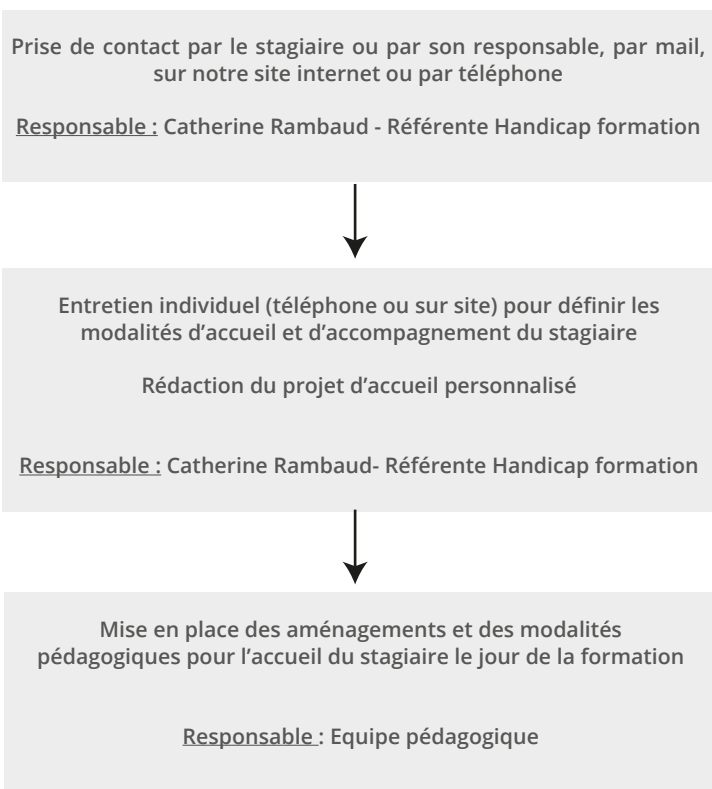 Prise de contact par le stagiaire ou par son responsable, par mail,
sur notre site internet ou par téléphone
Responsable : Catherine Rambaud - Référente Handicap formation
Entretien individuel (téléphone ou sur site) pour définir les
modalités d’accueil et d’accompagnement du stagiaire
Rédaction du projet d’accueil personnalisé
Responsable : Catherine Rambaud- Référente Handicap formation
Mise en place des aménagements et des modalités
pédagogiques pour l’accueil du stagiaire le jour de la formation
Responsable : Equipe pédagogique